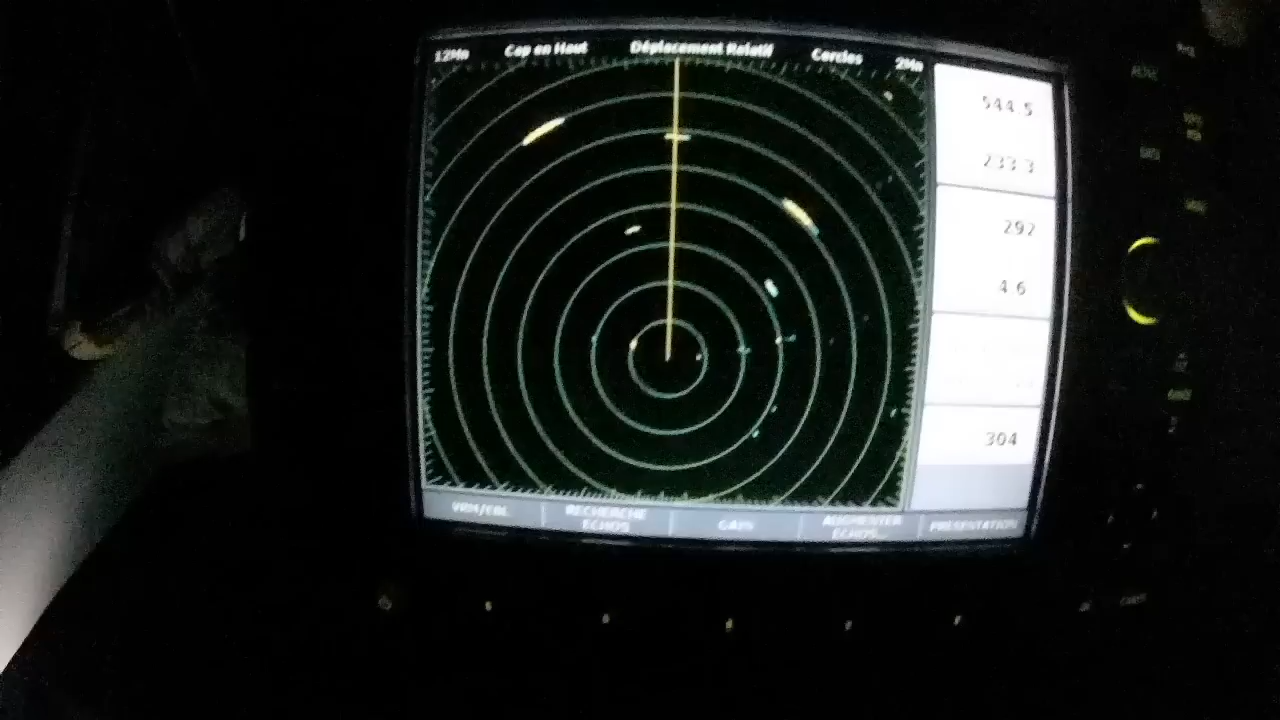 12Mn Cap en Haut Déplacement Relatif Cercles 2Mn
544.5
233.3
292
4.6
304
VRM/EBL RECHERCHE ECHOS GAIN AUGMENTER ECHOS... PRESENTATION